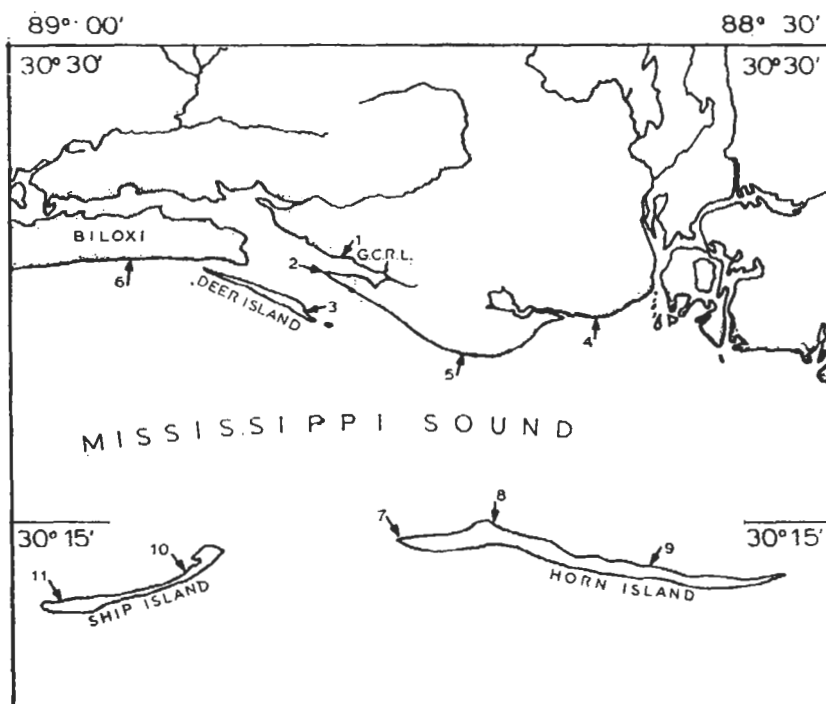 89° 00'
88° 30'
30° 30'
30° 30'
BILOXI
1
G.C.R.L.
2
6
DEER ISLAND
3
4
5
MISSISSIPPI SOUND
8
7
30° 15'
30° 15'
10
9
11
HORN ISLAND
SHIP ISLAND